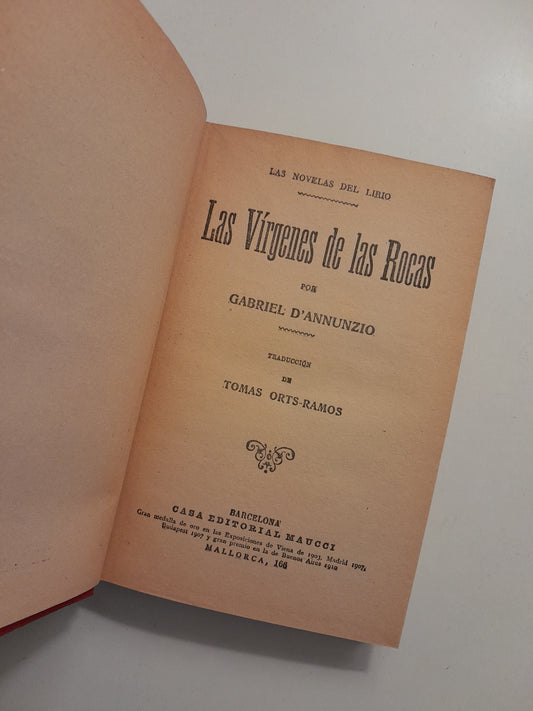 LAS NOVELAS DEL LIRIO
Las Vírgenes de las Rocas
POR
GABRIEL D'ANNUNZIO
TRADUCCIÓN
DE
TOMAS ORTS-RAMOS
BARCELONA
CASA EDITORIAL MAUCCI
Gran medalla de oro en las Exposiciones de Viena de 1903, Madrid 1907,
Budapest 1907 y gran premio en la de Buenos Aires 1910
MALLORCA, 166